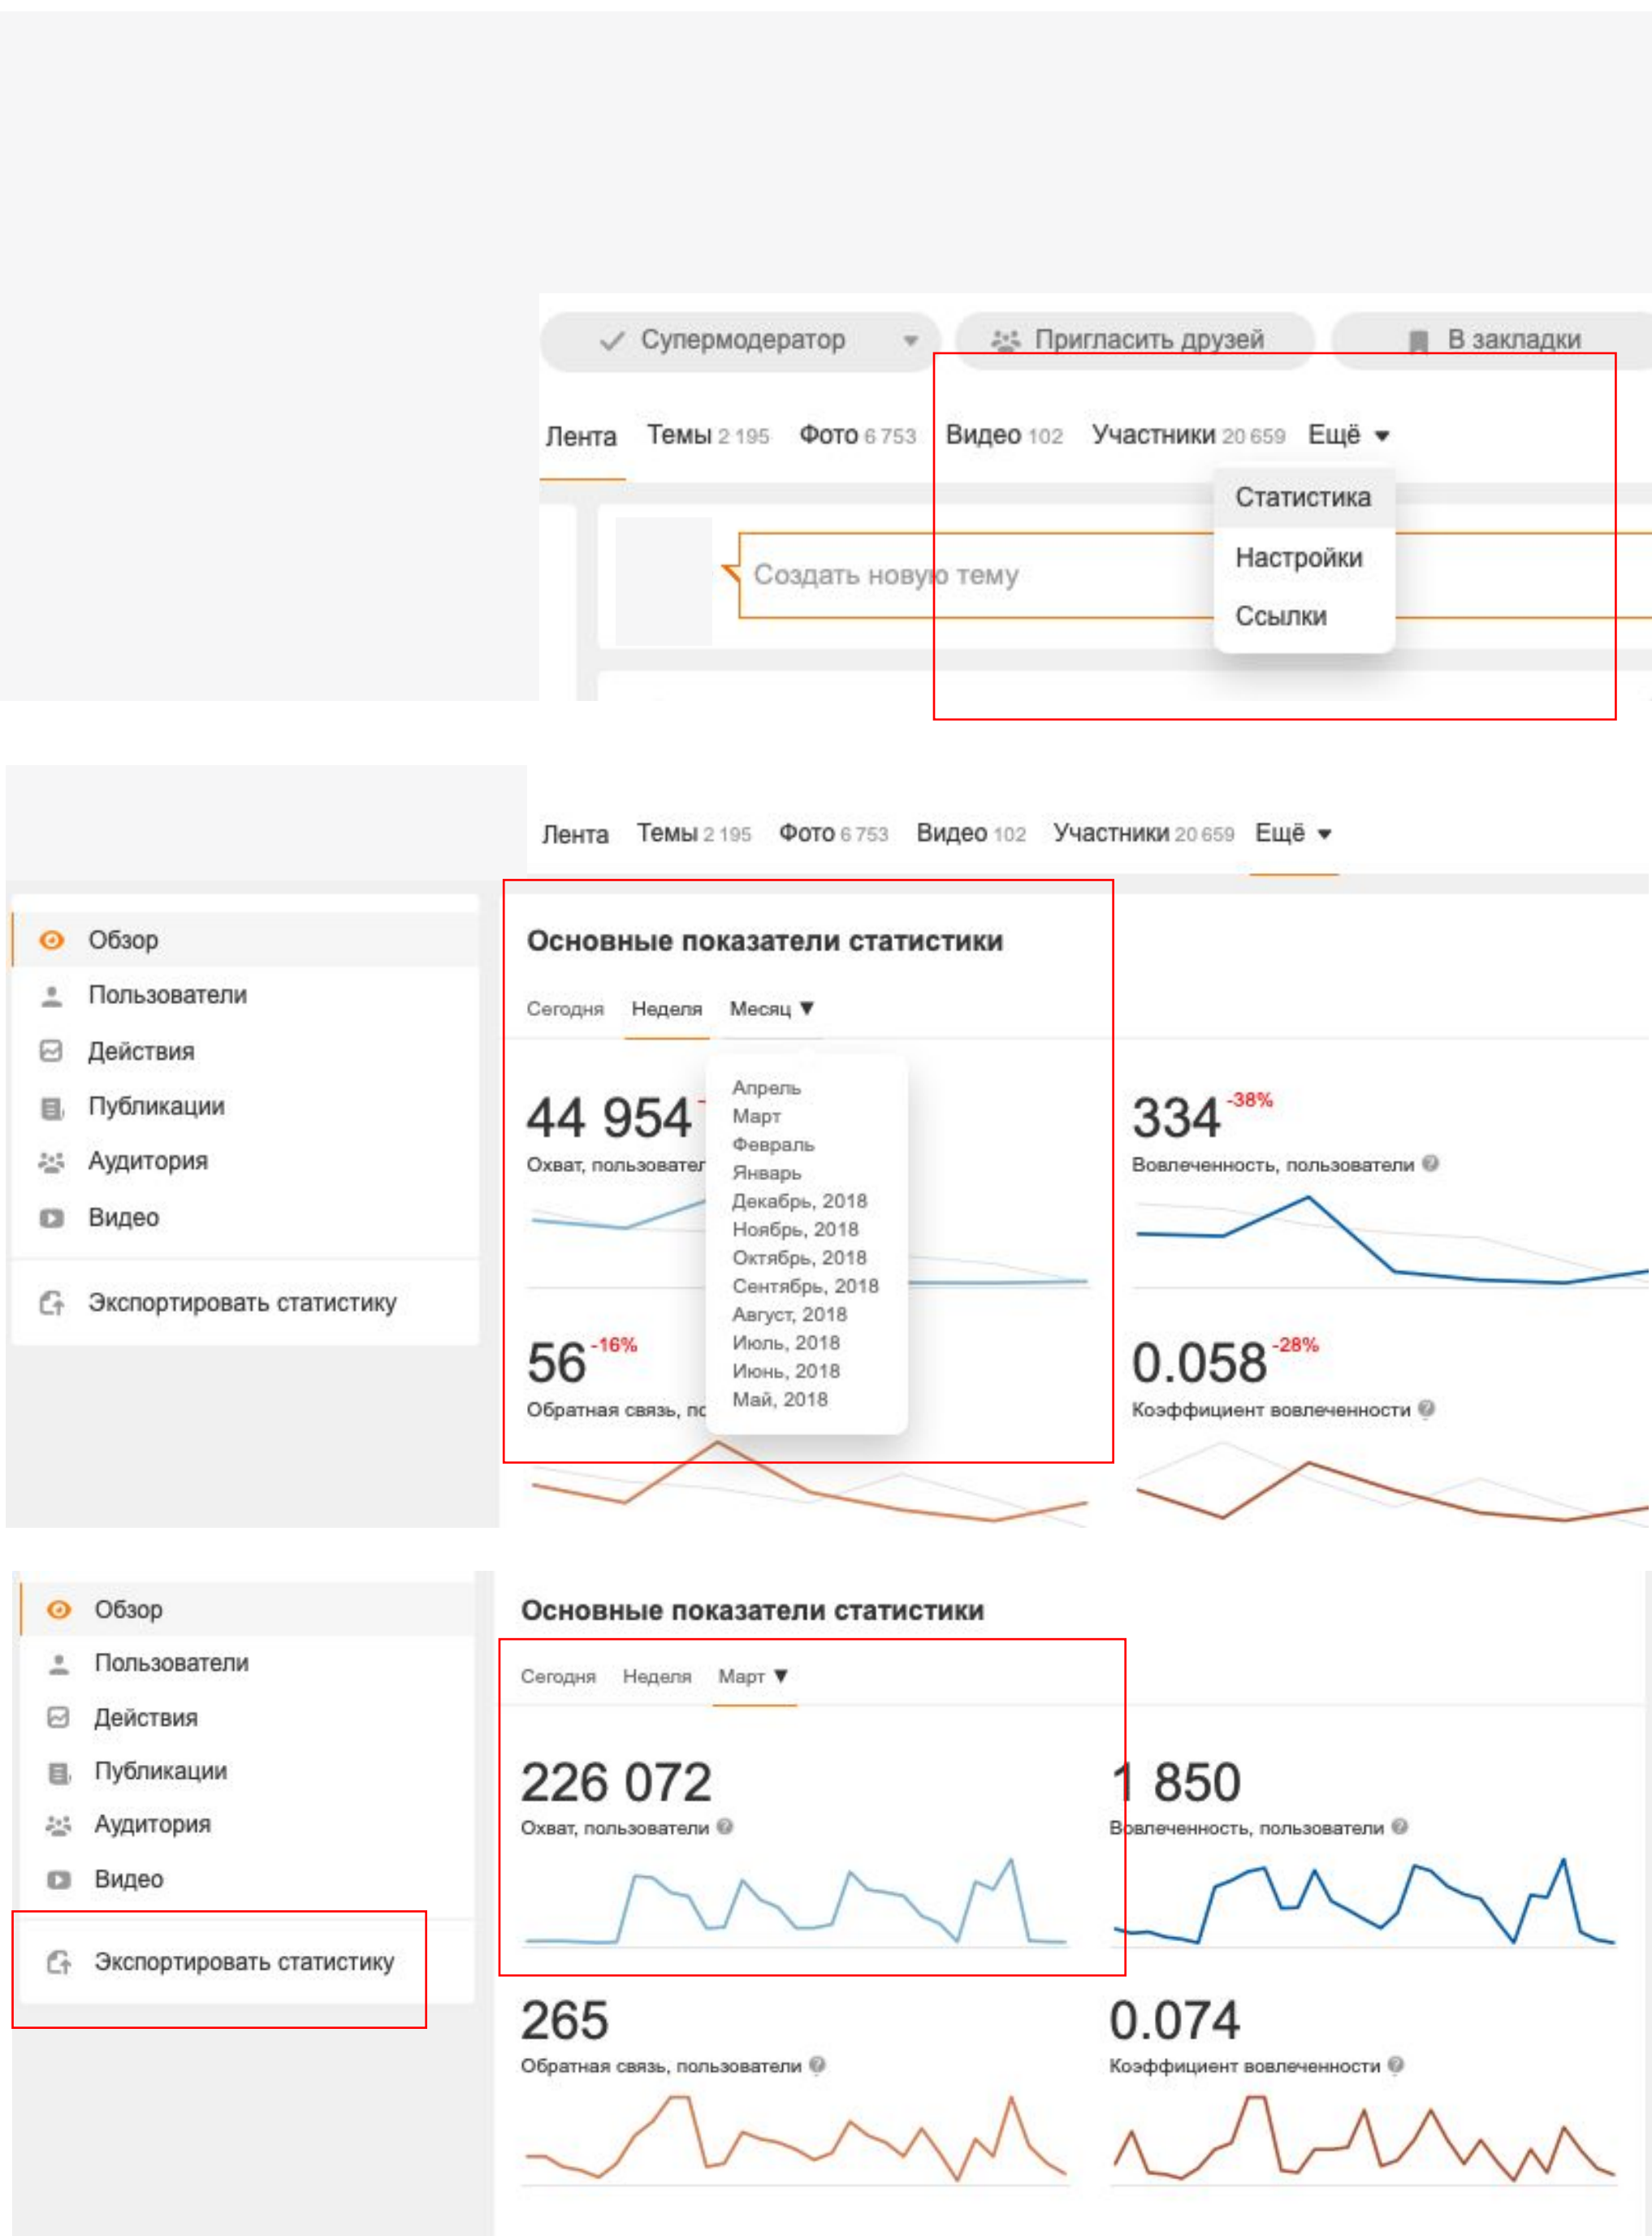 Супермодератор Пригласить друзей В закладки
Лента Темы 2 195 Фото 6 753 Видео 102 Участники 20 659 Ещё
Статистика
Создать новую тему
Настройки
Ссылки
Лента Темы 2 195 Фото 6 753 Видео 102 Участники 20 659 Ещё
Обзор
Пользователи
Действия
Публикации
Аудитория
Видео
Экспортировать статистику
Основные показатели статистики
Сегодня Неделя Месяц ▼
44 954 -
Охват, пользовател
Апрель
Март
Февраль
Январь
Декабрь, 2018
Ноябрь, 2018
Октябрь, 2018
Сентябрь, 2018
Август, 2018
Июль, 2018
Июнь, 2018
Май, 2018
334 -38%
Вовлеченность, пользователи
56 -16%
Обратная связь, по
0.058 -28%
Коэффициент вовлеченности
Обзор
Пользователи
Действия
Публикации
Аудитория
Видео
Экспортировать статистику
Основные показатели статистики
Сегодня Неделя Март ▼
226 072
Охват, пользователи
1 850
Вовлеченность, пользователи
265
Обратная связь, пользователи
0.074
Коэффициент вовлеченности